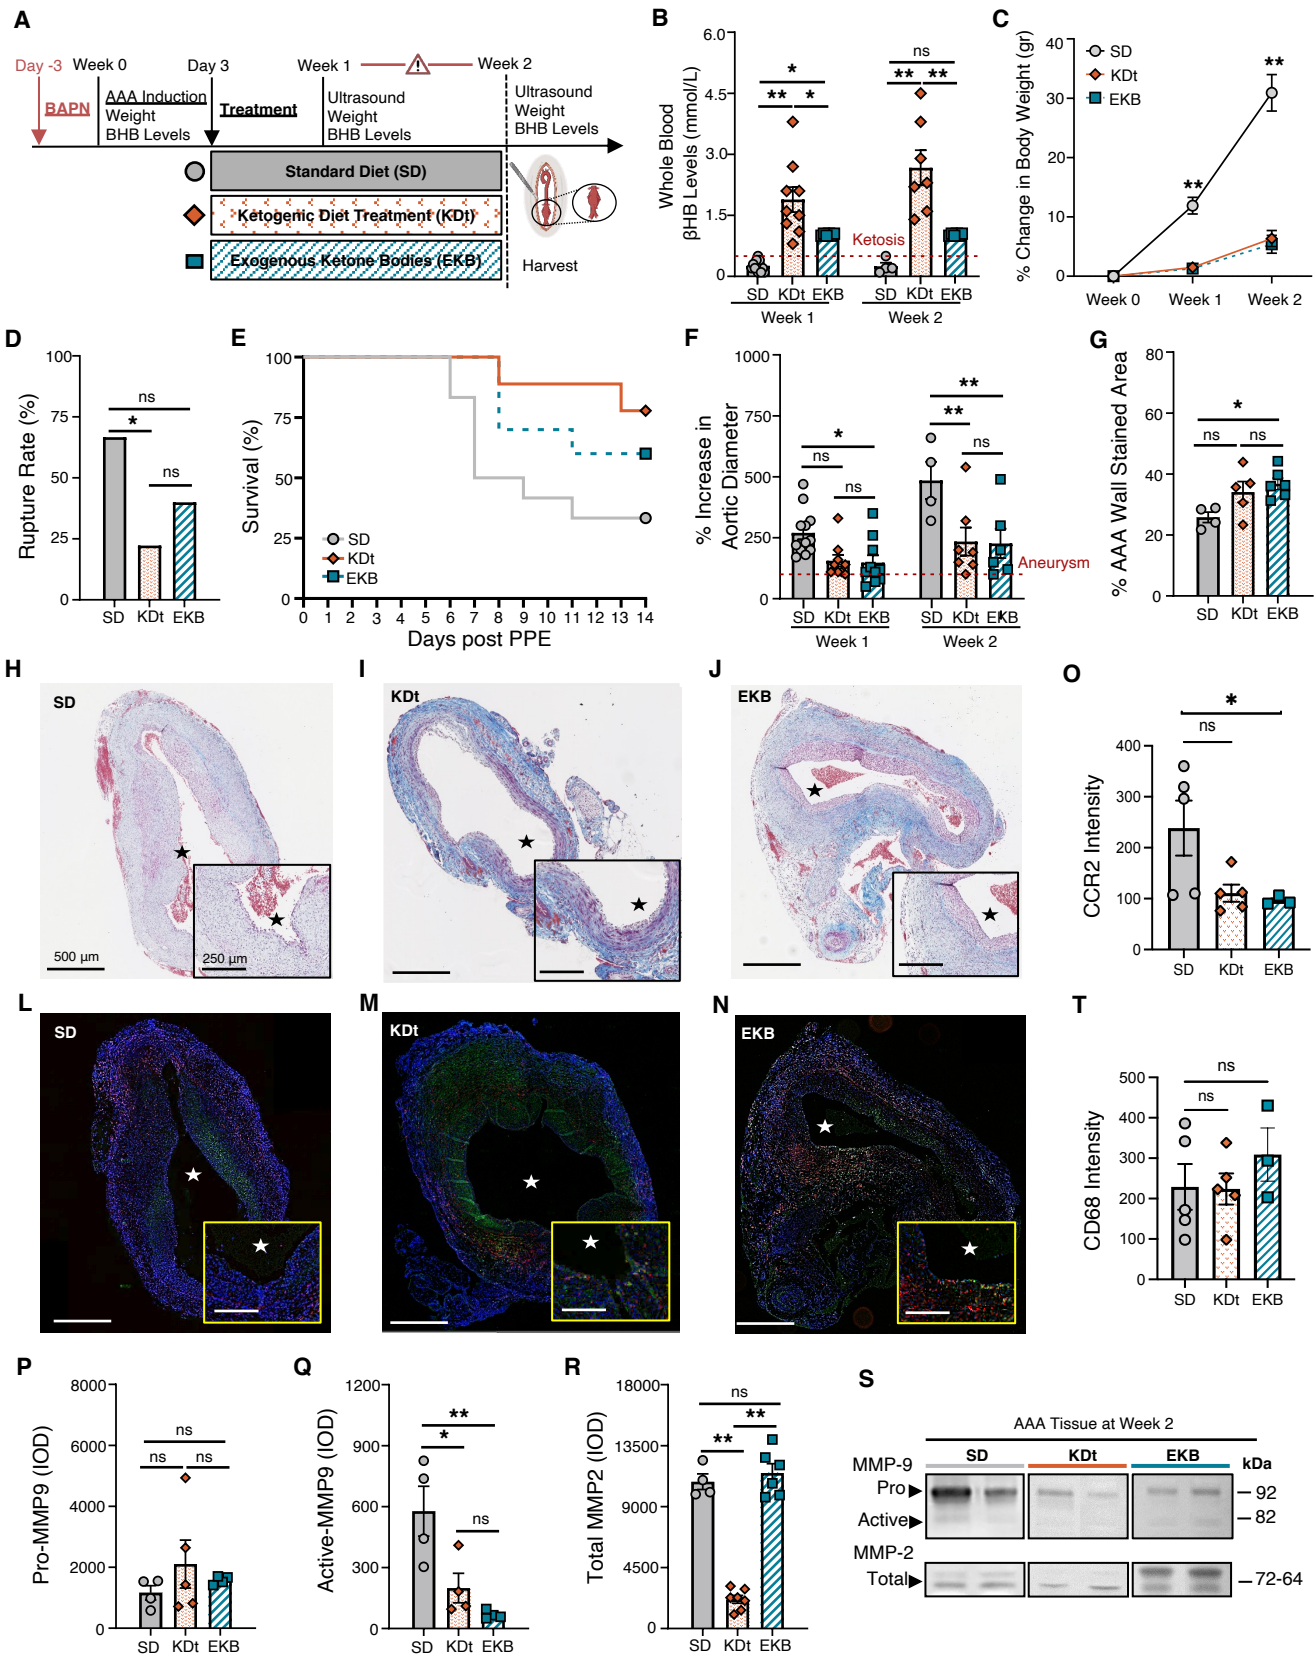 A
Day -3
Week 0
Day 3
Week 1
!
Week 2
BAPN
AAA Induction
Weight
BHB Levels
Treatment
Ultrasound
Weight
BHB Levels
Ultrasound
Weight
BHB Levels
Standard Diet (SD)
Ketogenic Diet Treatment (KDt)
Exogenous Ketone Bodies (EKB)
Harvest
B
Whole Blood
βHB Levels (mmol/L)
6.0
4.5
3.0
1.5
0
*
** *
ns
** **
Ketosis
SD KDt EKB
SD KDt EKB
Week 1
Week 2
C
% Change in Body Weight (gr)
40
30
20
10
0
SD
KDt
EKB
**
**
Week 0 Week 1 Week 2
D
Rupture Rate (%)
100
75
50
25
0
ns
*
ns
SD KDt EKB
E
Survival (%)
100
75
50
25
0
SD
KDt
EKB
0 1 2 3 4 5 6 7 8 9 10 11 12 13 14
Days post PPE
F
% Increase in
Aortic Diameter
1000
750
500
250
0
*
ns
ns
**
**
ns
Aneurysm
SD KDt EKB
SD KDt EKB
Week 1
Week 2
G
% AAA Wall Stained Area
80
60
40
20
0
*
ns ns
SD KDt EKB
H
SD
500 µm
250 µm
I
KDt
J
EKB
O
CCR2 Intensity
400
300
200
100
0
*
ns
SD KDt EKB
L
SD
M
KDt
N
EKB
T
CD68 Intensity
500
400
300
200
100
0
ns
ns
SD KDt EKB
P
Pro-MMP9 (IOD)
8000
6000
4000
2000
0
ns
ns ns
SD KDt EKB
Q
Active-MMP9 (IOD)
1200
900
600
300
0
**
*
ns
SD KDt EKB
R
Total MMP2 (IOD)
18000
13500
9000
4500
0
ns
**
**
SD KDt EKB
S
AAA Tissue at Week 2
SD KDt EKB
kDa
MMP-9
Pro
92
Active
82
MMP-2
Total
72-64